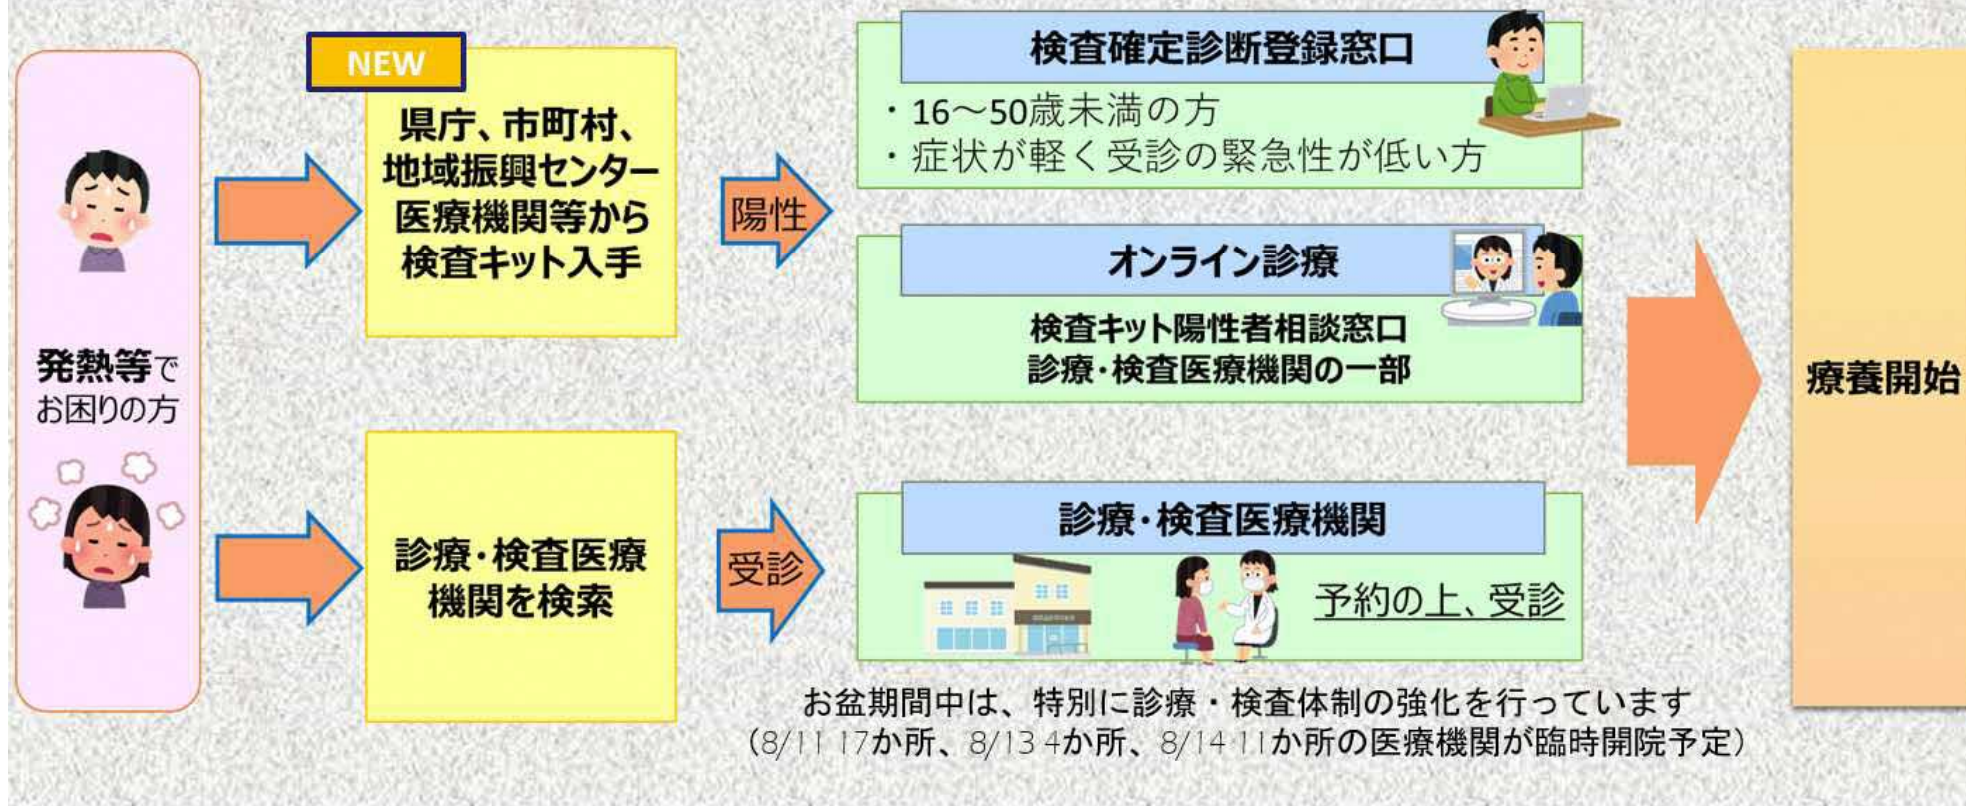 発熱等で
お困りの方
NEW
県庁、市町村、
地域振興センター
医療機関等から
検査キット入手
診療・検査医療
機関を検索
陽性
受診
検査確定診断登録窓口
・16～50歳未満の方
・症状が軽く受診の緊急性が低い方
オンライン診療
検査キット陽性者相談窓口
診療・検査医療機関の一部
診療・検査医療機関
予約の上、受診
お盆期間中は、特別に診療・検査体制の強化を行っています
（8/11 17か所、8/13 4か所、8/14 11か所の医療機関が臨時開院予定）
療養開始